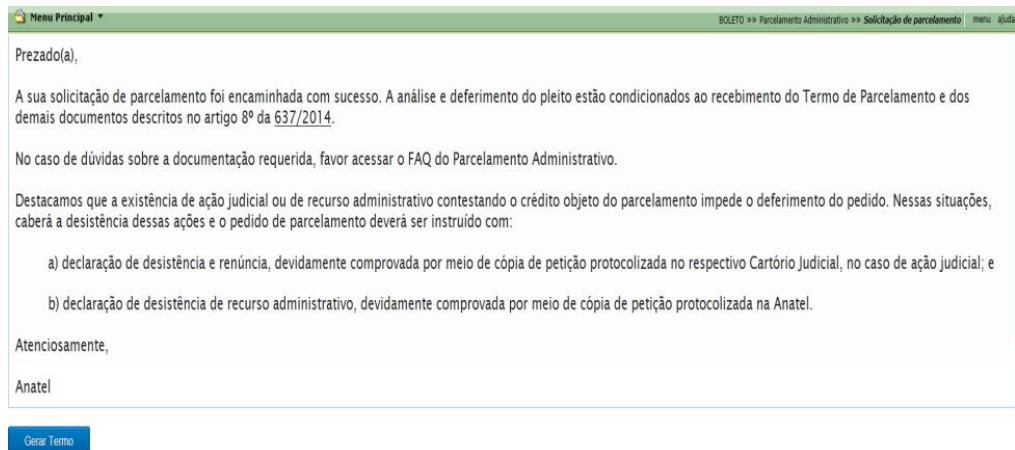 Menu Principal
BOLETO »» Parcelamento Administrativo »» Solicitação de parcelamento menu ajuda
Prezado(a),
A sua solicitação de parcelamento foi encaminhada com sucesso. A análise e deferimento do pleito estão condicionados ao recebimento do Termo de Parcelamento e dos
demais documentos descritos no artigo 8º da 637/2014.
No caso de dúvidas sobre a documentação requerida, favor acessar o FAQ do Parcelamento Administrativo.
Destacamos que a existência de ação judicial ou de recurso administrativo contestando o crédito objeto do parcelamento impede o deferimento do pedido. Nessas situações,
caberá a desistência dessas ações e o pedido de parcelamento deverá ser instruído com:
a) declaração de desistência e renúncia, devidamente comprovada por meio de cópia de petição protocolizada no respectivo Cartório Judicial, no caso de ação judicial; e
b) declaração de desistência de recurso administrativo, devidamente comprovada por meio de cópia de petição protocolizada na Anatel.
Atenciosamente,
Anatel
Gerar Termo